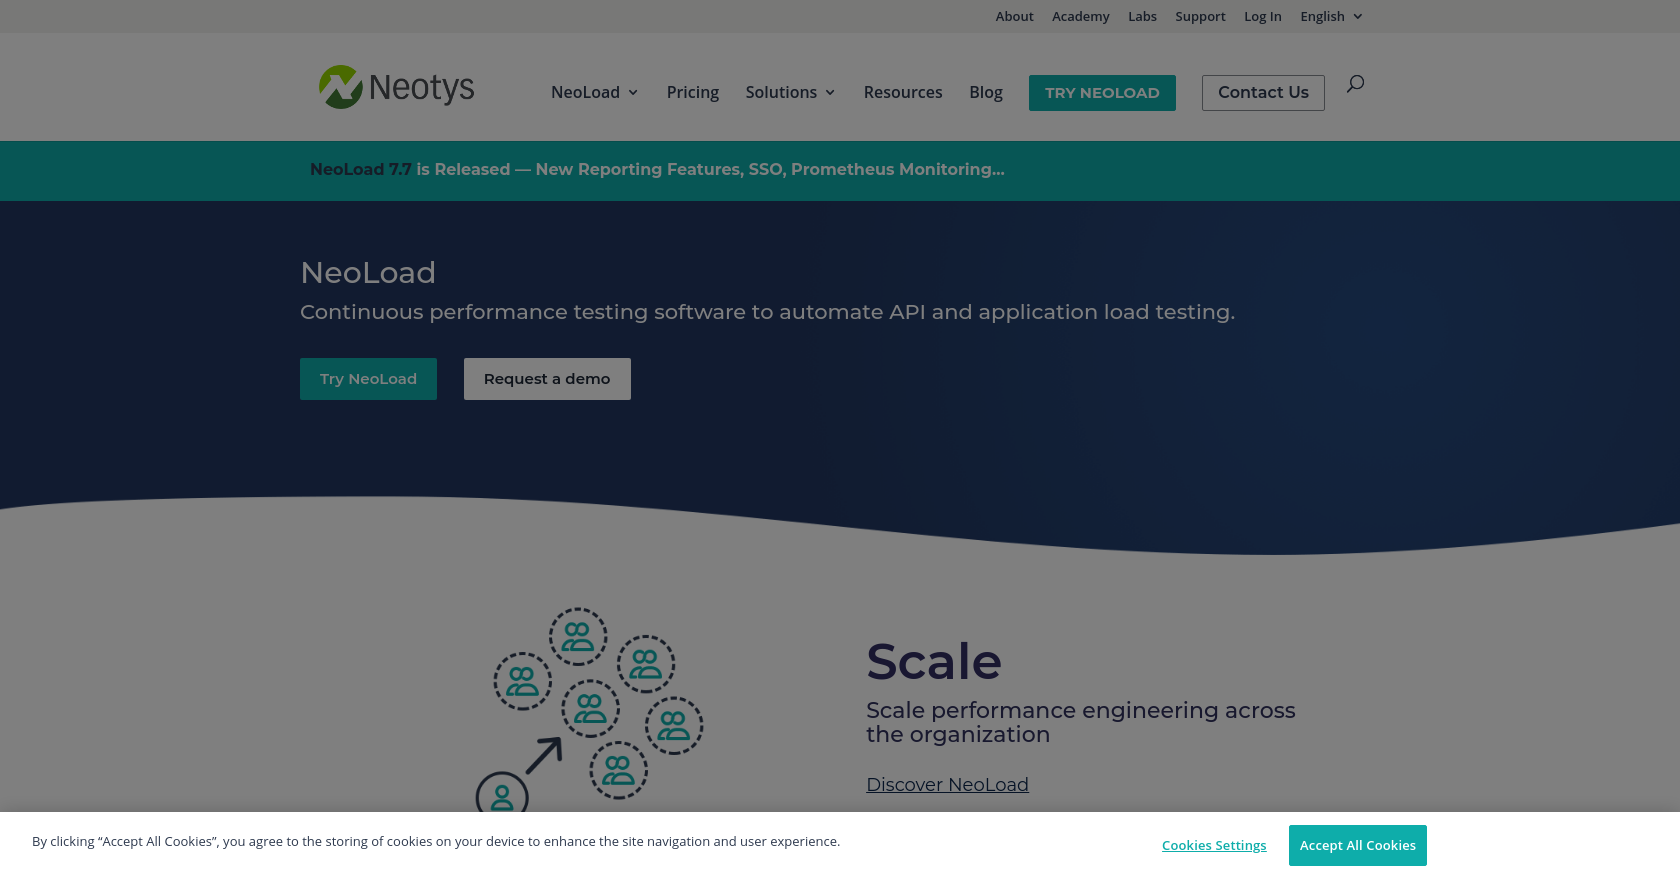 About Academy Labs Support Log In English
Neotys
NeoLoad Pricing Solutions Resources Blog TRY NEOLOAD Contact Us
NeoLoad 7.7 is Released — New Reporting Features, SSO, Prometheus Monitoring...
NeoLoad
Continuous performance testing software to automate API and application load testing.
Try NeoLoad Request a demo
Scale
Scale performance engineering across
the organization
Discover NeoLoad
By clicking “Accept All Cookies”, you agree to the storing of cookies on your device to enhance the site navigation and user experience.
Cookies Settings Accept All Cookies